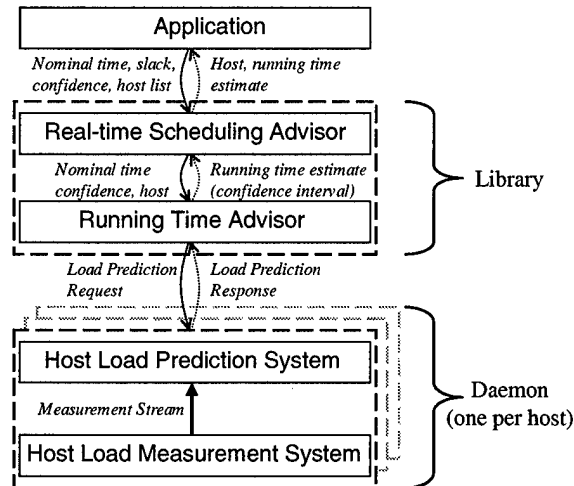 Application
Nominal time, slack,
confidence, host list
Host, running time
estimate
Real-time Scheduling Advisor
Nominal time
confidence, host
Running time estimate
(confidence interval)
Library
Running Time Advisor
Load Prediction
Request
Load Prediction
Response
Host Load Prediction System
Measurement Stream
Daemon
(one per host)
Host Load Measurement System